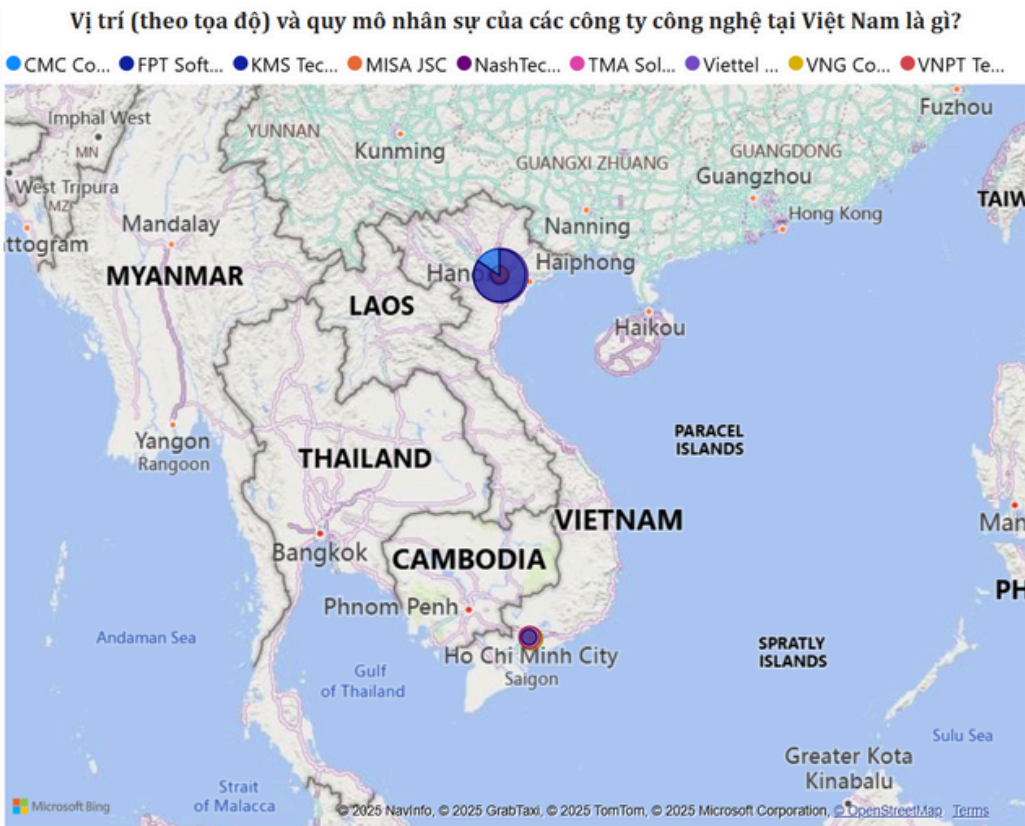 Vị trí (theo tọa độ) và quy mô nhân sự của các công ty công nghệ tại Việt Nam là gì?
CMC Co... FPT Soft... KMS Tec... MISA JSC NashTec... TMA Sol... Viettel ... VNG Co... VNPT Te...
Fuzhou
Imphal West
YUNNAN
Kunming
MN
GUANGXI ZHUANG
GUANGDONG
Guangzhou
West Tripura
MZ
TAIW
Mandalay
Nanning
Hong Kong
ttogram
MYANMAR
Hano
Haiphong
LAOS
Haikou
Yangon
Rangoon
PARACEL
ISLANDS
THAILAND
VIETNAM
Man
Bangkok
CAMBODIA
PH
Phnom Penh
Andaman Sea
Ho Chi Minh City
Saigon
SPRATLY
ISLANDS
Gulf
of Thailand
Sulu Sea
Greater Kota
Kinabalu
Strait
of Malacca
Microsoft Bing
© 2025 NavInfo, © 2025 GrabTaxi, © 2025 TomTom, © 2025 Microsoft Corporation, © OpenStreetMap Terms